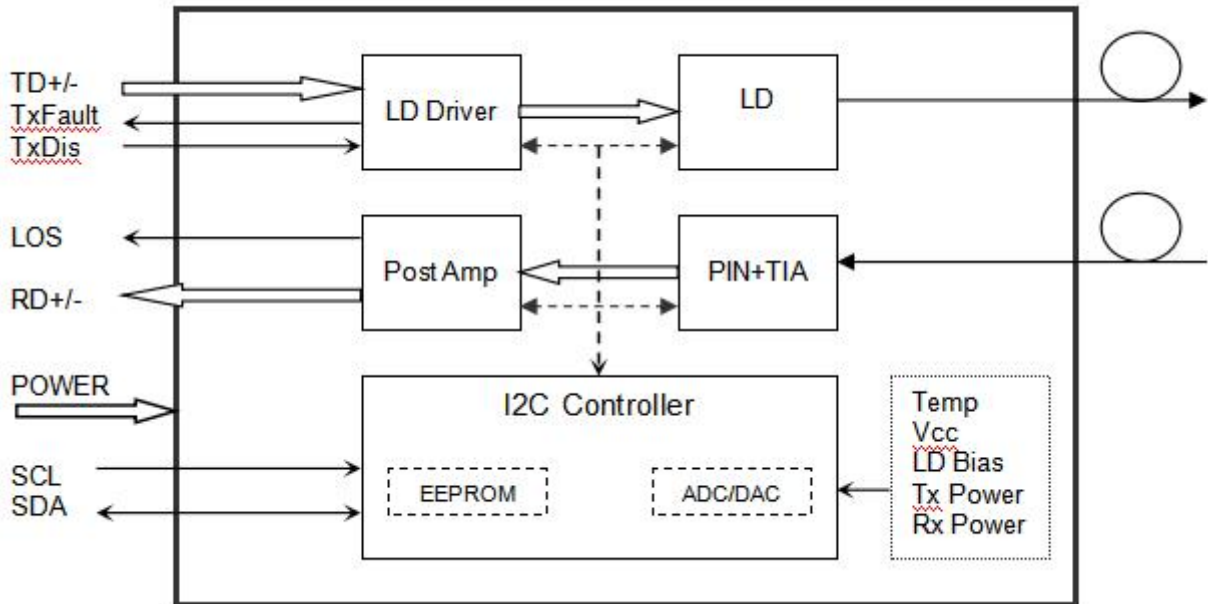 TD+/-
TxFault
TxDis
LD Driver
LD
LOS
RD+/-
Post Amp
PIN+TIA
POWER
SCL
SDA
I2C Controller
EEPROM
ADC/DAC
Temp
Vcc
LD Bias
Tx Power
Rx Power